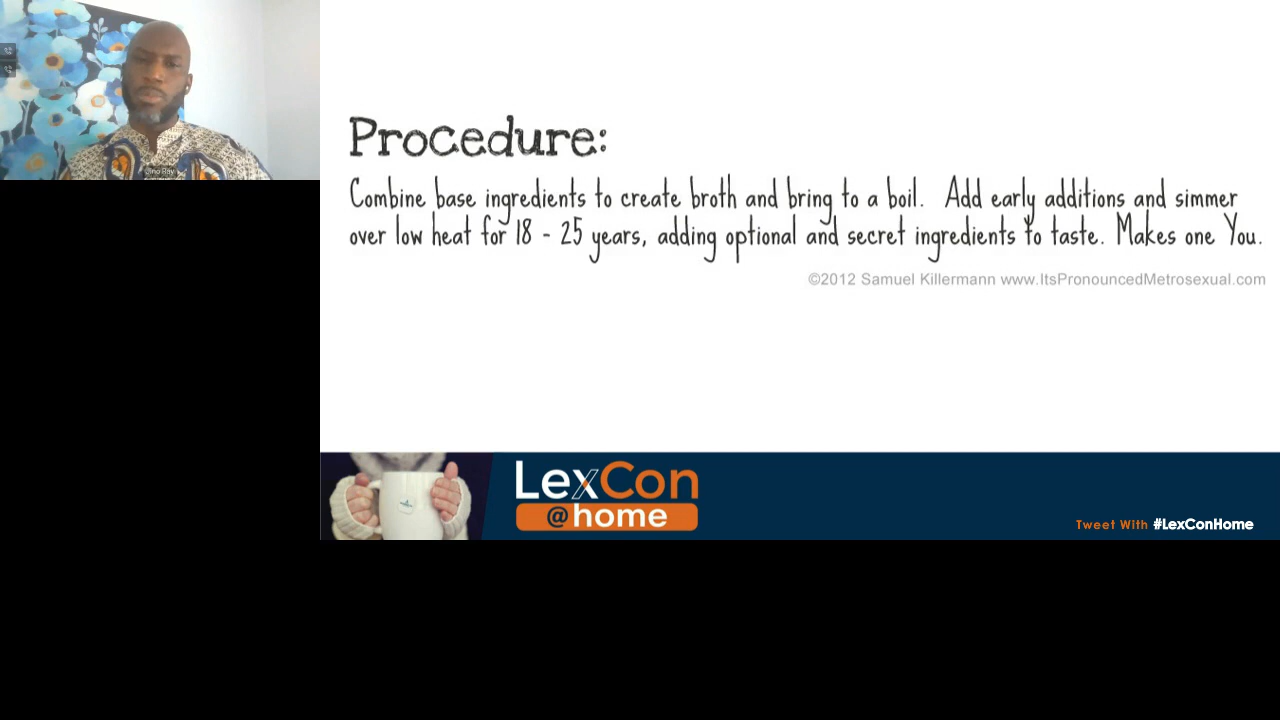 Procedure:
Combine base ingredients to create broth and bring to a boil. Add early additions and simmer
over low heat for 18 - 25 years, adding optional and secret ingredients to taste. Makes one You.
©2012 Samuel Killermann www.ItsPronouncedMetrosexual.com
LexCon
@home
Tweet With #LexConHome